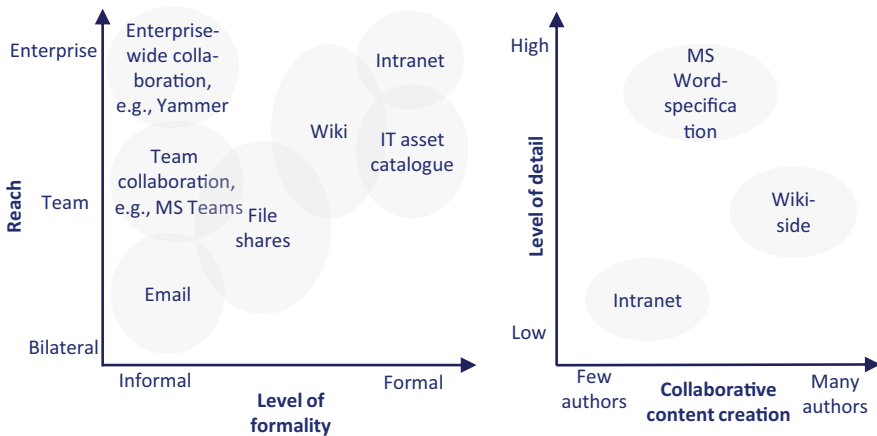 Enterprise
Enterprise-
wide colla-
boration,
e.g., Yammer
Intranet
Wiki
IT asset
catalogue
Team
collaboration,
e.g., MS Teams
Reach
Team
File
shares
Email
Bilateral
Informal
Formal
Level of
formality
High
MS
Word-
specifica
tion
Level of detail
Wiki-
side
Intranet
Low
Few
authors
Collaborative
content creation
Many
authors